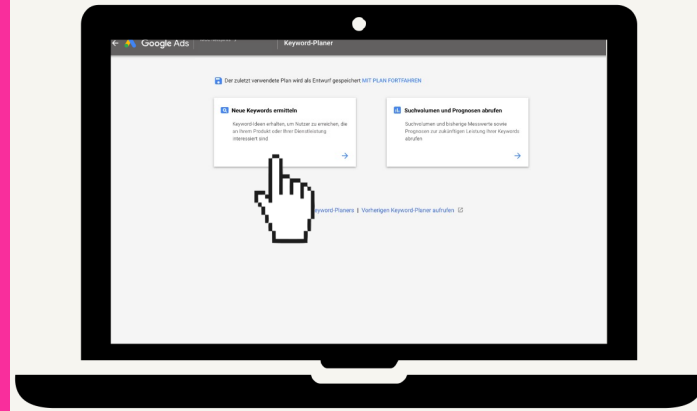 Google Ads
Keyword-Planer
Der zuletzt verwendete Plan wird als Entwurf gespeichert MIT PLAN FORTFAHREN
Neue Keywords ermitteln
Keyword-Ideen erhalten, um Nutzer zu erreichen, die
an Ihrem Produkt oder Ihrer Dienstleistung
interessiert sind
Suchvolumen und Prognosen abrufen
Suchvolumen und bisherige Messwerte sowie
Prognosen zur zukünftigen Leistung Ihrer Keywords
abrufen
eyword-Planers | Vorherigen Keyword-Planer aufrufen